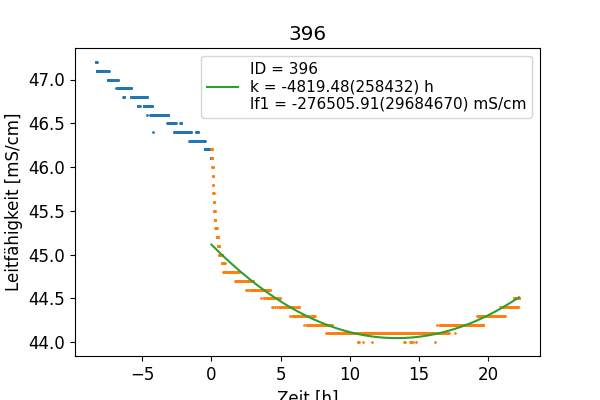 396
ID = 396
k = -4819.48(258432) h
lf1 = -276505.91(29684670) mS/cm
Leitfähigkeit [mS/cm]
47.0
46.5
46.0
45.5
45.0
44.5
44.0
−5 0 5 10 15 20
Zeit [h]